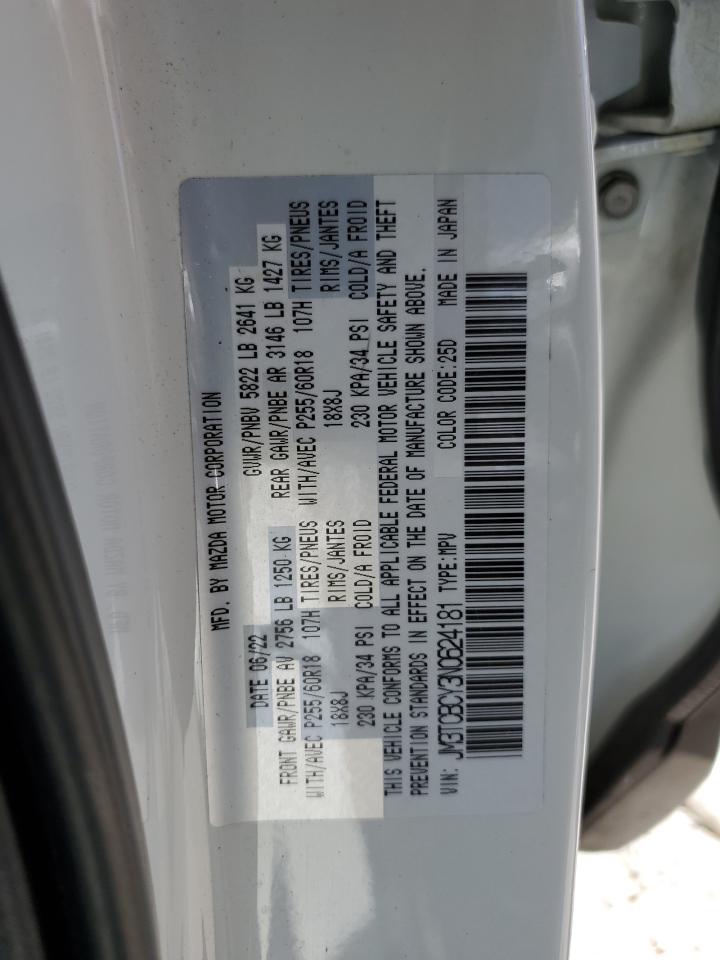 MFD. BY MAZDA MOTOR CORPORATION
DATE 06/22 GVWR/PNBV 5822 LB 2641 KG
FRONT GAWR/PNBE AV 2756 LB 1250 KG REAR GAWR/PNBE AR 3146 LB 1427 KG
WITH/AVEC P255/60R18 107H TIRES/PNEUS WITH/AVEC P255/60R18 107H TIRES/PNEUS
18X8J RIMS/JANTES 18X8J RIMS/JANTES
230 KPA/34 PSI COLD/A FROID 230 KPA/34 PSI COLD/A FROID
THIS VEHICLE CONFORMS TO ALL APPLICABLE FEDERAL MOTOR VEHICLE SAFETY AND THEFT
PREVENTION STANDARDS IN EFFECT ON THE DATE OF MANUFACTURE SHOWN ABOVE.
VIN: JM3TCBCY3N0624181 TYPE:MPV COLOR CODE:25D MADE IN JAPAN